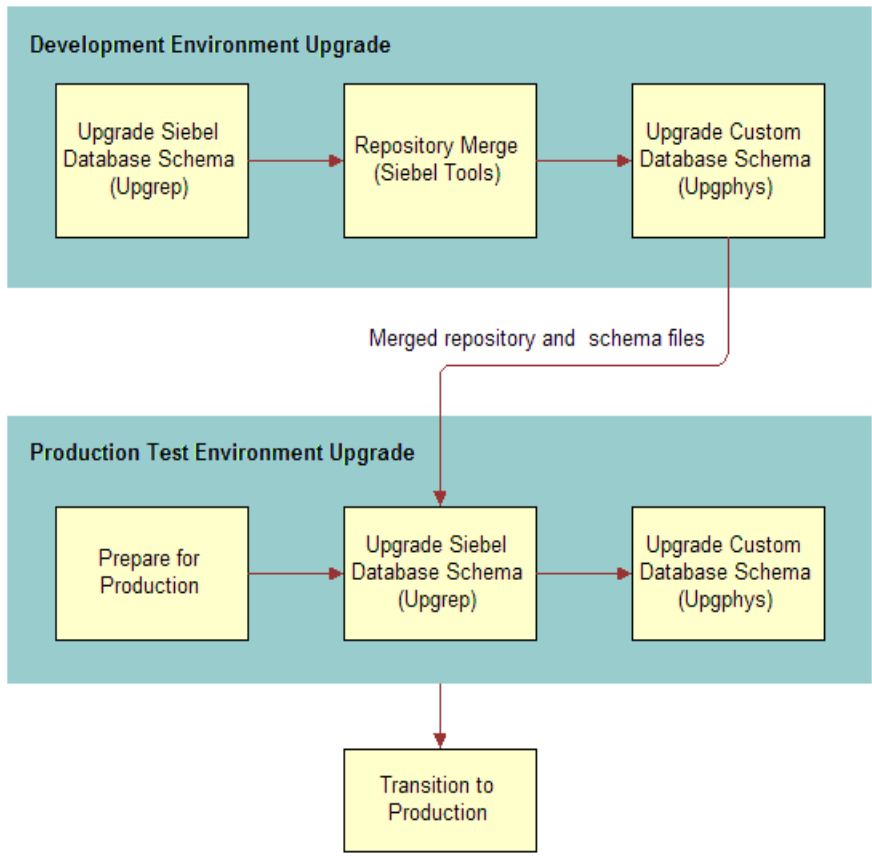 Development Environment Upgrade
Upgrade Siebel
Database Schema
(Upgrep)
Repository Merge
(Siebel Tools)
Upgrade Custom
Database Schema
(Upgphys)
Merged repository and schema files
Production Test Environment Upgrade
Prepare for
Production
Upgrade Siebel
Database Schema
(Upgrep)
Upgrade Custom
Database Schema
(Upgphys)
Transition to
Production